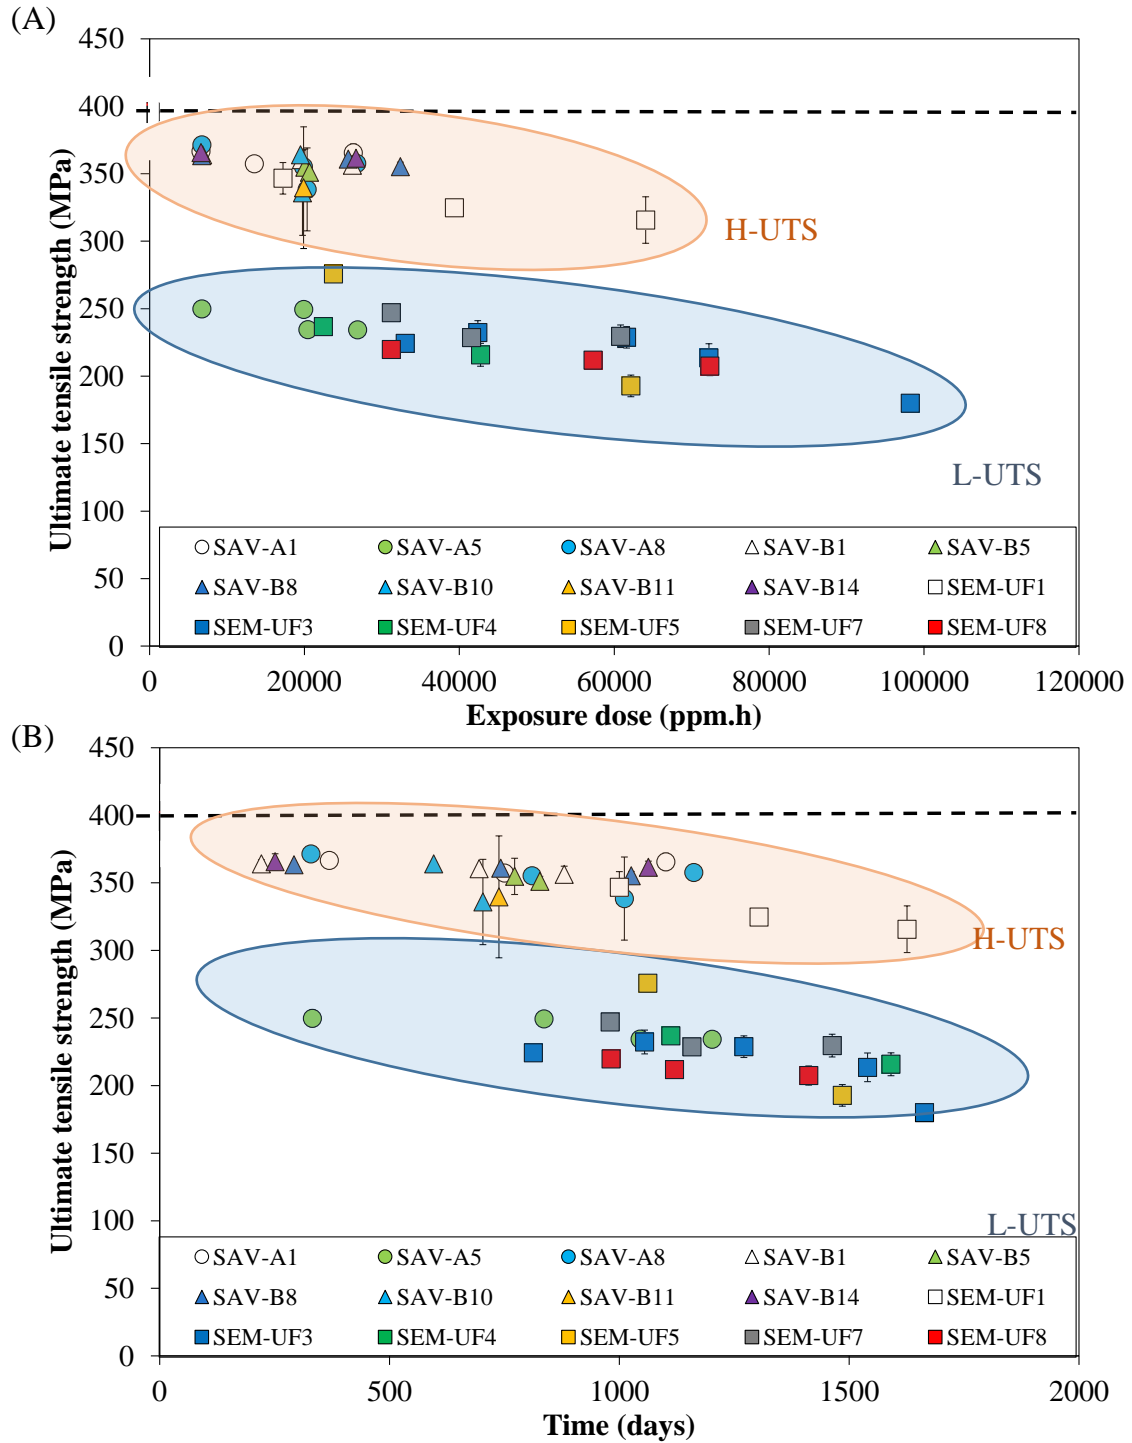 (A)
450
400
350
300
250
200
150
100
50
0
Ultimate tensile strength (MPa)
H-UTS
L-UTS
SAV-A1 SAV-A5 SAV-A8 SAV-B1 SAV-B5
SAV-B8 SAV-B10 SAV-B11 SAV-B14 SEM-UF1
SEM-UF3 SEM-UF4 SEM-UF5 SEM-UF7 SEM-UF8
0 20000 40000 60000 80000 100000 120000
Exposure dose (ppm.h)
(B)
450
400
350
300
250
200
150
100
50
0
Ultimate tensile strength (MPa)
H-UTS
L-UTS
SAV-A1 SAV-A5 SAV-A8 SAV-B1 SAV-B5
SAV-B8 SAV-B10 SAV-B11 SAV-B14 SEM-UF1
SEM-UF3 SEM-UF4 SEM-UF5 SEM-UF7 SEM-UF8
0 500 1000 1500 2000
Time (days)